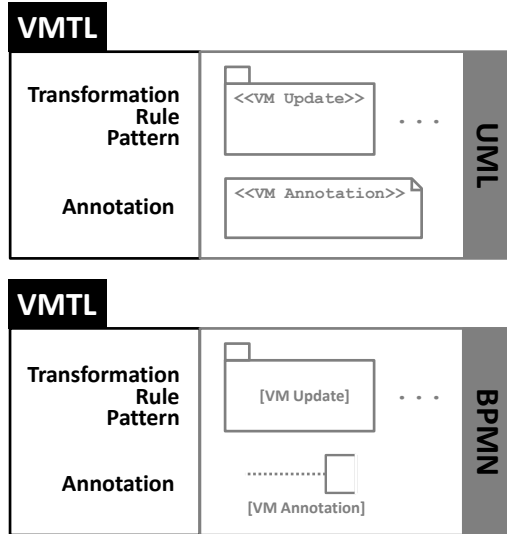 VMTL
Transformation
Rule
Pattern
<<VM Update>>
. . .
Annotation
<<VM Annotation>>
UML
VMTL
Transformation
Rule
Pattern
[VM Update]
. . .
Annotation
[VM Annotation]
BPMN